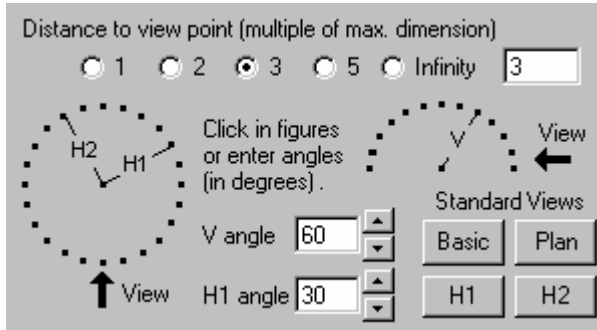 Distance to view point (multiple of max. dimension)
1 2 3 5 Infinity 3
H2 H1
Click in figures
or enter angles
(in degrees) .
V View
Standard Views
V angle 60 Basic Plan
View H1 angle 30 H1 H2